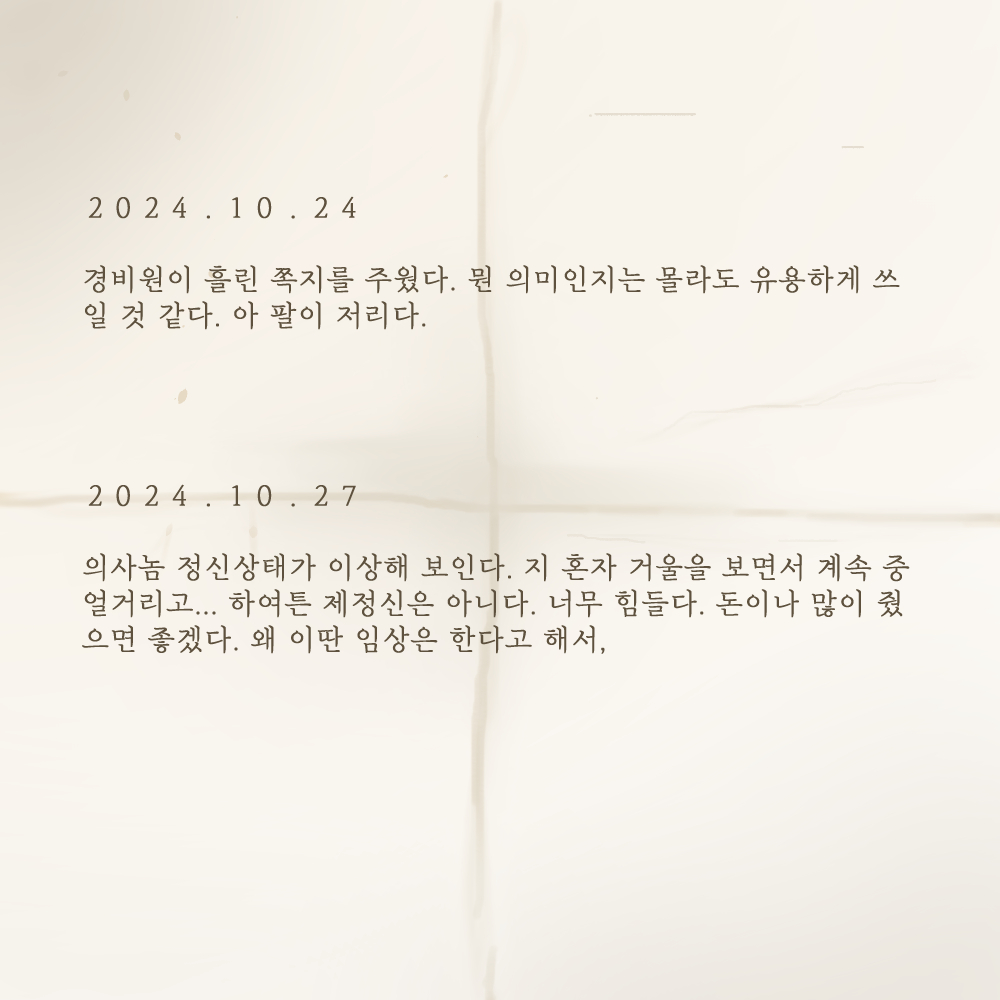 2024.10.24
경비원이 흘린 쪽지를 주웠다. 뭔 의미인지는 몰라도 유용하게 쓰
일 것 같다. 아 팔이 저리다.
2024.10.27
의사놈 정신상태가 이상해 보인다. 지 혼자 거울을 보면서 계속 중
얼거리고... 하여튼 제정신은 아니다. 너무 힘들다. 돈이나 많이 줬
으면 좋겠다. 왜 이딴 임상은 한다고 해서,